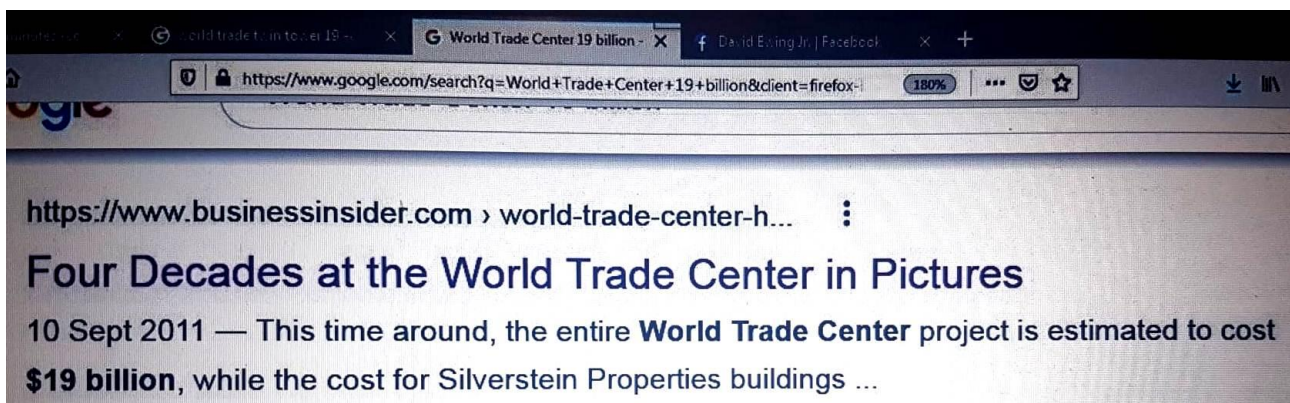 World Trade Center 19 billion -
David Ewing Jr. | Facebook
https://www.google.com/search?q=World+Trade+Center+19+billion&client=firefox-
180%
https://www.businessinsider.com › world-trade-center-h...
Four Decades at the World Trade Center in Pictures
10 Sept 2011 — This time around, the entire World Trade Center project is estimated to cost
$19 billion, while the cost for Silverstein Properties buildings ...